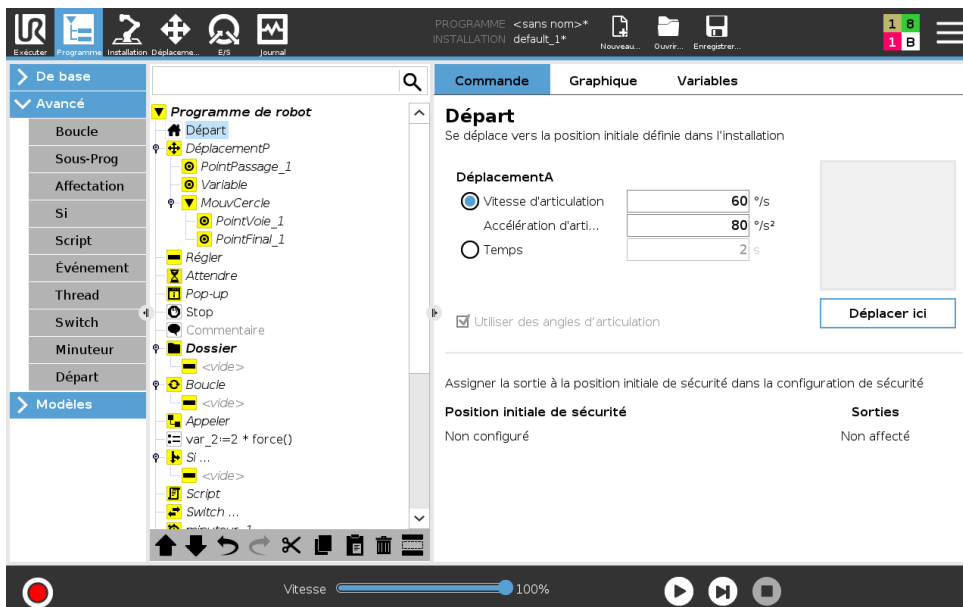 Exécuter
Programme
Installation
Déplaceme...
E/S
Journal
PROGRAMME <sans nom>*
INSTALLATION default_1*
Nouveau...
Ouvrir...
Enregistrer...
1 8
1 B
De base
Avancé
Boucle
Sous-Prog
Affectation
Si
Script
Événement
Thread
Switch
Minuteur
Départ
Modèles
Programme de robot
Départ
DéplacementP
PointPassage_1
Variable
MouvCercle
PointVoie_1
PointFinal_1
Régler
Attendre
Pop-up
Stop
Commentaire
Dossier
<vide>
Boucle
<vide>
Appeler
var_2:=2 * force()
Si ...
<vide>
Script
Switch ...
minuteur_1
Commande Graphique Variables
Départ
Se déplace vers la position initiale définie dans l'installation
DéplacementA
Vitesse d'articulation 60 °/s
Accélération d'arti... 80 °/s²
Temps 2 s
Déplacer ici
Utiliser des angles d'articulation
Assigner la sortie à la position initiale de sécurité dans la configuration de sécurité
Position initiale de sécurité Sorties
Non configuré Non affecté
Vitesse 100%